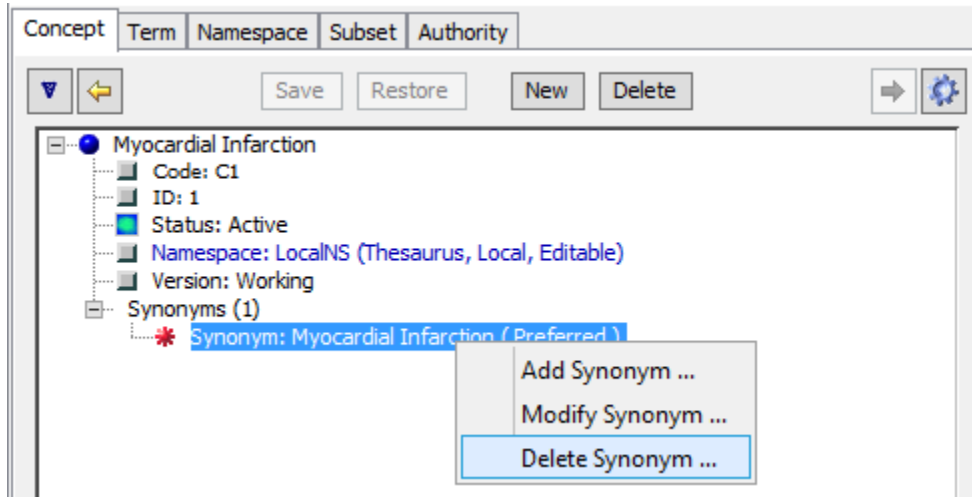 Concept Term Namespace Subset Authority
Save Restore New Delete
Myocardial Infarction
Code: C1
ID: 1
Status: Active
Namespace: LocalNS (Thesaurus, Local, Editable)
Version: Working
Synonyms (1)
Synonym: Myocardial Infarction ( Preferred )
Add Synonym ...
Modify Synonym ...
Delete Synonym ...